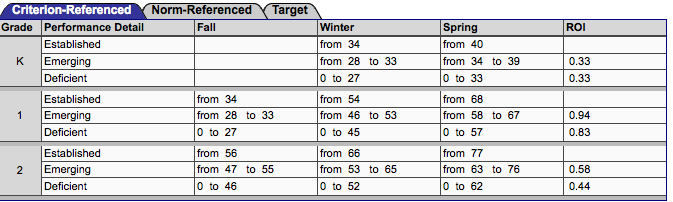 Criterion-Referenced Norm-Referenced Target
Grade Performance Detail Fall Winter Spring ROI
Established from 34 from 40
K Emerging from 28 to 33 from 34 to 39 0.33
Deficient 0 to 27 0 to 33 0.33
Established from 34 from 54 from 68
1 Emerging from 28 to 33 from 46 to 53 from 58 to 67 0.94
Deficient 0 to 27 0 to 45 0 to 57 0.83
Established from 56 from 66 from 77
2 Emerging from 47 to 55 from 53 to 65 from 63 to 76 0.58
Deficient 0 to 46 0 to 52 0 to 62 0.44